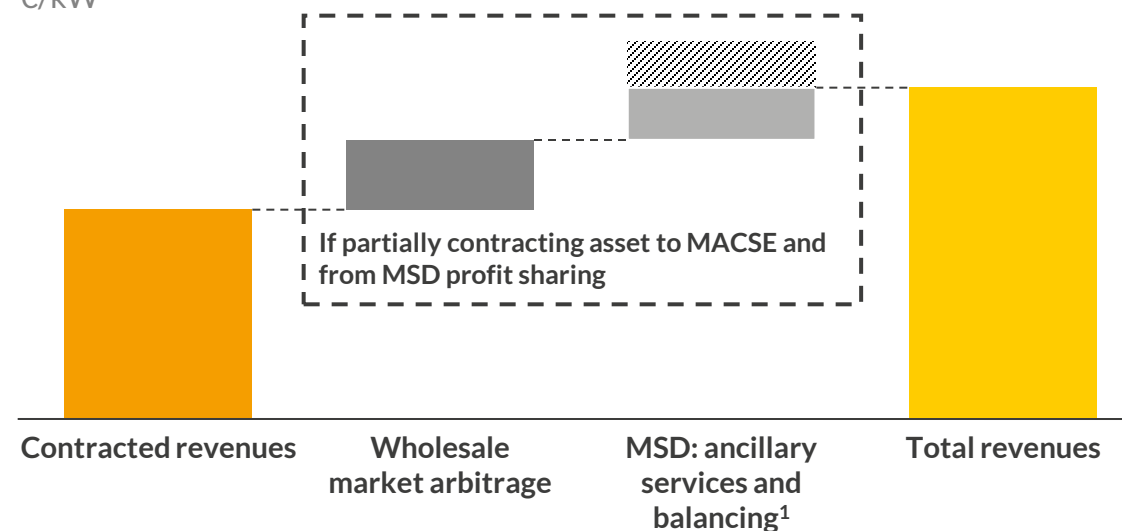 €/kW
If partially contracting asset to MACSE and
from MSD profit sharing
Contracted revenues
Wholesale
market arbitrage
MSD: ancillary
services and
balancing1
Total revenues